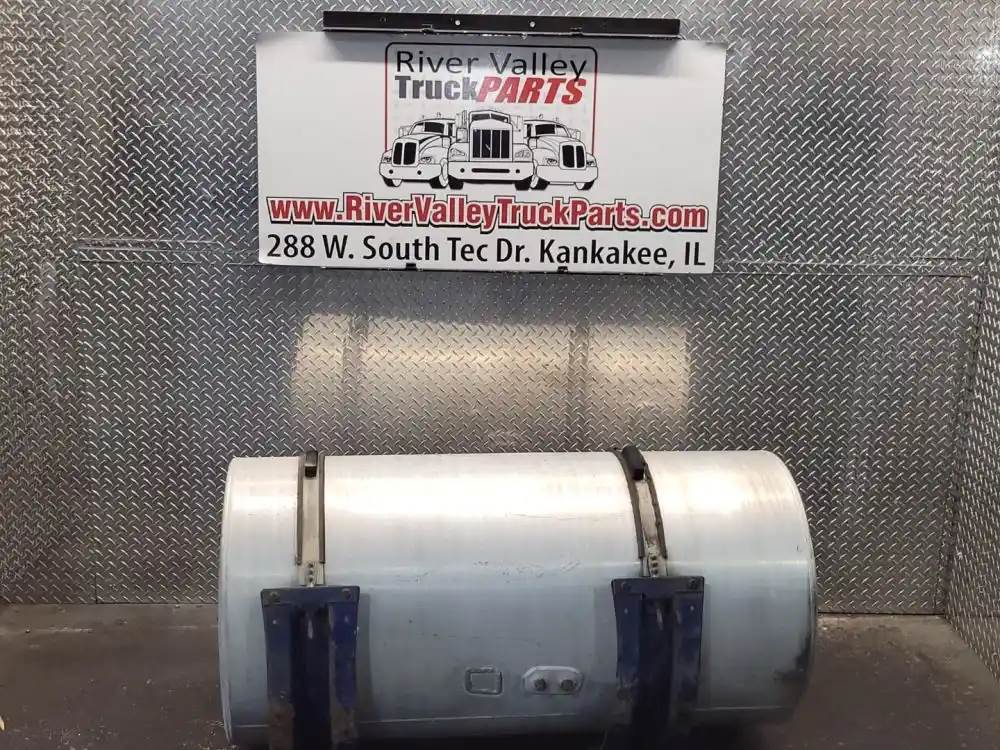 River Valley
TruckPARTS
www.RiverValleyTruckParts.com
288 W. South Tec Dr. Kankakee, IL